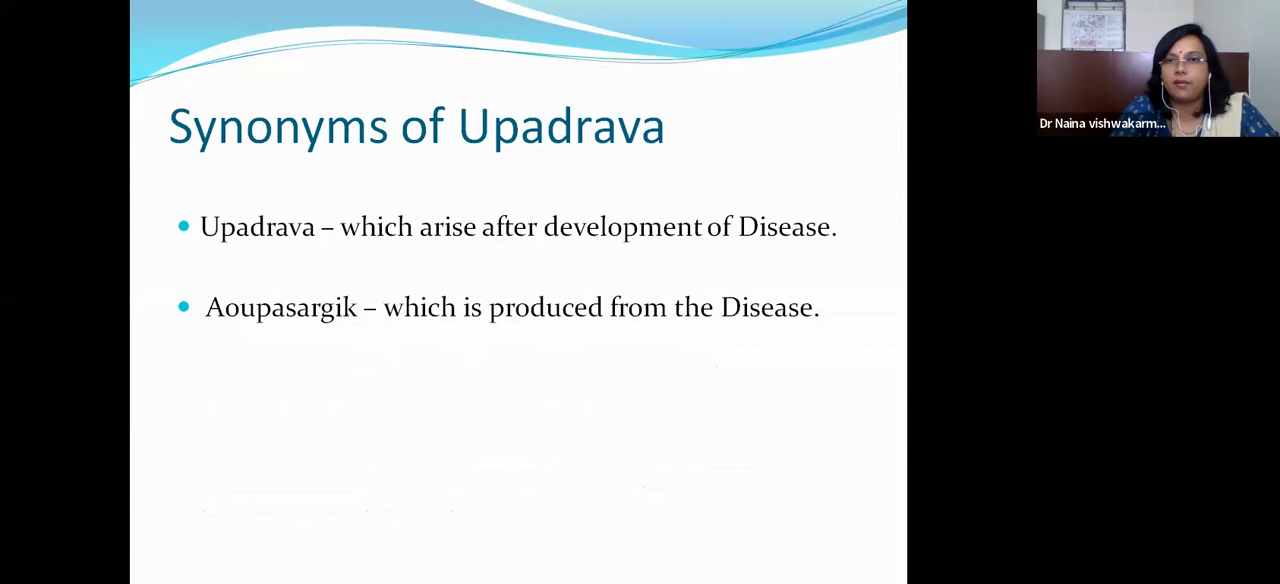 Synonyms of Upadrava
Upadrava – which arise after development of Disease.
Aoupasargik – which is produced from the Disease.
Dr Naina vishwakarm...